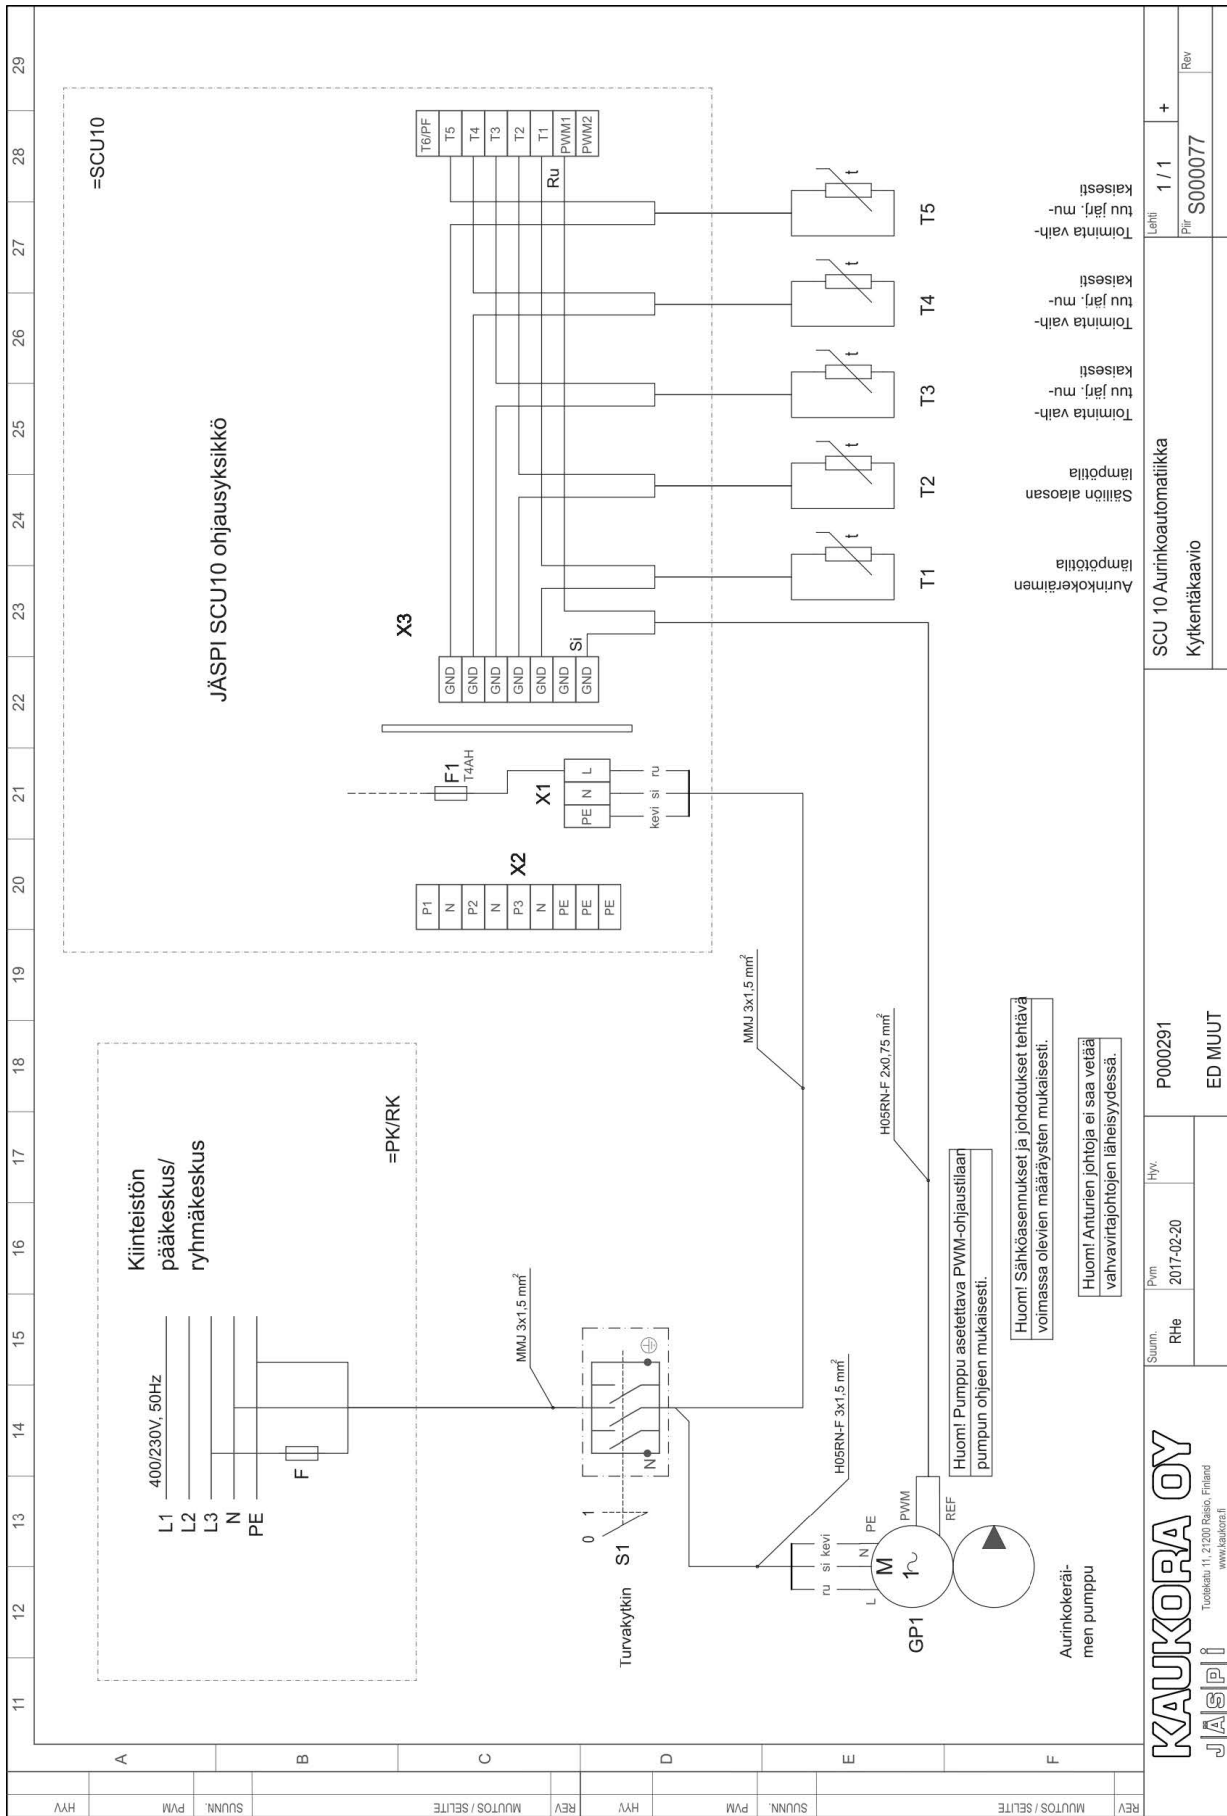 11 12 13 14 15 16 17 18 19 20 21 22 23 24 25 26 27 28 29
A
B
C
D
E
F
HYV
PVM
SUUNN.
MUUTOS / SELITE
REV
HYV
PVM
SUUNN.
MUUTOS / SELITE
REV
Kiinteistön
pääkeskus/
ryhmäkeskus
=PK/RK
400/230V, 50Hz
L1
L2
L3
N
PE
F
MMJ 3x1,5 mm²
Turvakytkin
S1
0 1
N
MMJ 3x1,5 mm²
H05RN-F 3x1,5 mm²
H05RN-F 2x0,75 mm²
ru si kevi
L N PE
M
1~
GP1
PWM
REF
Aurinkokeräi-
men pumppu
Huom! Pumppu asetettava PWM-ohjaustilaan
pumpun ohjeen mukaisesti.
Huom! Sähköasennukset ja johdotukset tehtävä
voimassa olevien määräysten mukaisesti.
Huom! Anturien johtoja ei saa vetää
vahvavirtajohtojen läheisyydessä.
=SCU10
JÄSPI SCU10 ohjausyksikkö
X2
P1
N
P2
N
P3
N
PE
PE
PE
F1
T4AH
X1
PE N L
kevi si ru
X3
GND
GND
GND
GND
GND
GND
GND
Si
Ru
T6/PF
T5
T4
T3
T2
T1
PWM1
PWM2
t
t
t
t
t
T1
T2
T3
T4
T5
Aurinkokeräimen
lämpötötila
Säiliön alaosan
lämpötila
Toiminta vaih-
tuu järj. mu-
kaisesti
Toiminta vaih-
tuu järj. mu-
kaisesti
Toiminta vaih-
tuu järj. mu-
kaisesti
KAUKORA OY
JÄSPI
Tuotekatu 11, 21200 Raisio, Finland
www.kaukora.fi
Suunn.
RHe
Pvm
2017-02-20
Hyv.
P000291
ED MUUT
SCU 10 Aurinkoautomatiikka
Kytkentäkaavio
Lehti
1 / 1
+
Piir
S000077
Rev